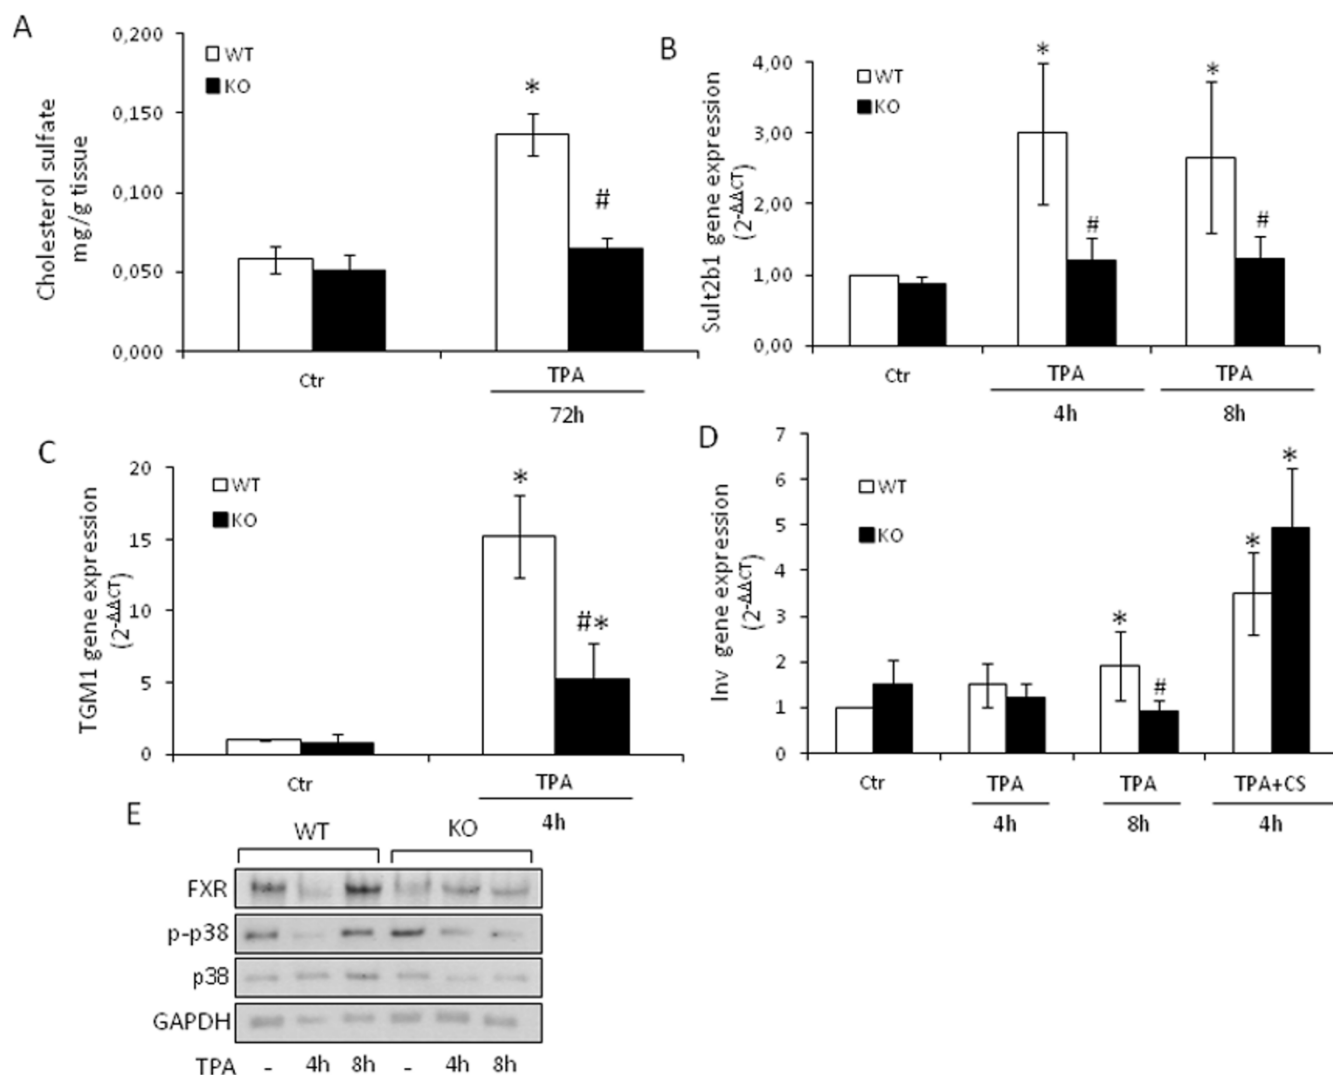 A
Cholesterol sulfate
mg/g tissue
0,200
0,150
0,100
0,050
0,000
WT
KO
*
#
Ctr
TPA
72h
B
Sult2b1 gene expression
(2-ΔΔCT)
4,00
3,00
2,00
1,00
0,00
WT
KO
*
#
*
#
Ctr
TPA
TPA
4h
8h
C
TGM1 gene expression
(2-ΔΔCT)
20
15
10
5
0
WT
KO
*
#*
Ctr
TPA
4h
D
Inv gene expression
(2-ΔΔCT)
7
6
5
4
3
2
1
0
WT
KO
*
#
*
*
Ctr
TPA
TPA
TPA+CS
4h
8h
4h
E
WT KO
FXR
p-p38
p38
GAPDH
TPA - 4h 8h - 4h 8h